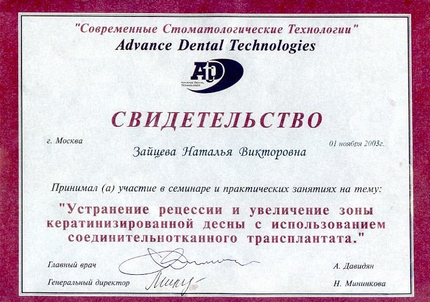 "Современные Стоматологические Технологии"
Advance Dental Technologies
СВИДЕТЕЛЬСТВО
г. Москва
01 ноября 2003г.
Зайцева Наталья Викторовна
Принимал (а) участие в семинаре и практических занятиях на тему:
"Устранение рецессии и увеличение зоны
кератинизированной десны с использованием
соединительнотканного трансплантата."
Главный врач
А. Давидян
Генеральный директор
Н. Мининкова